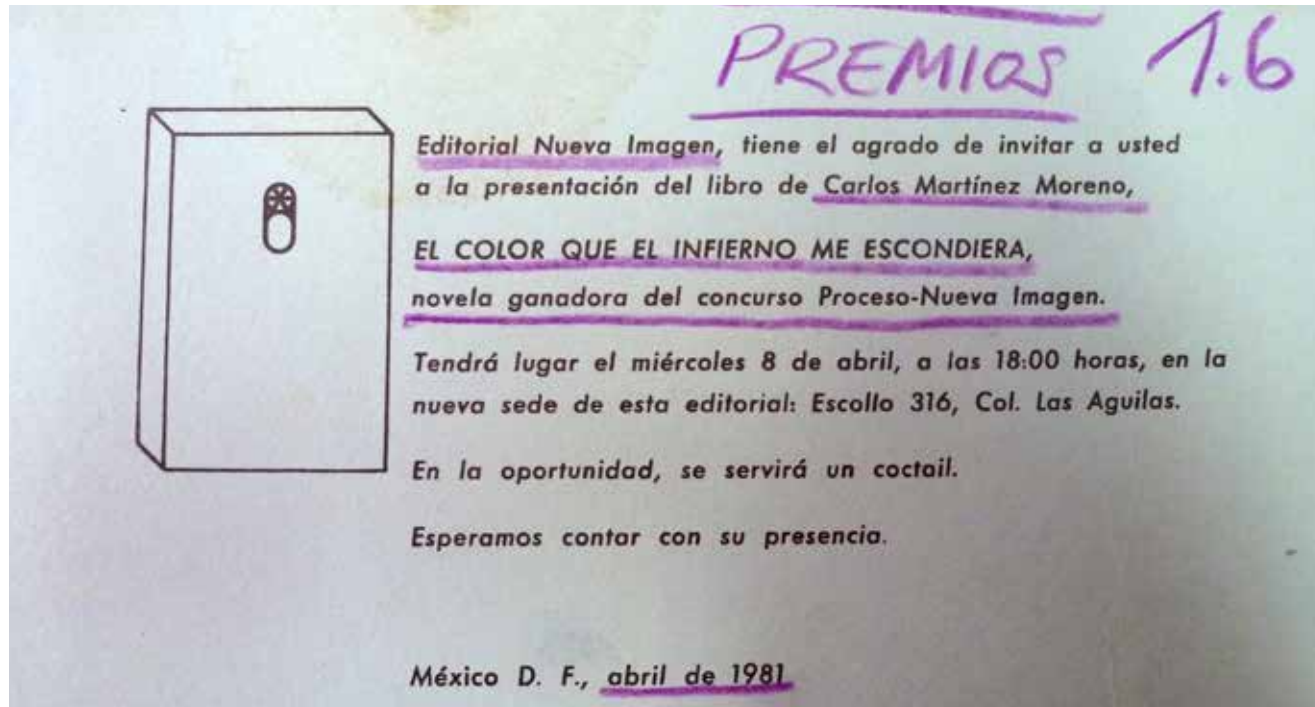 PREMIOS 1.6
Editorial Nueva Imagen, tiene el agrado de invitar a usted
a la presentación del libro de Carlos Martínez Moreno,
EL COLOR QUE EL INFIERNO ME ESCONDIERA,
novela ganadora del concurso Proceso-Nueva Imagen.
Tendrá lugar el miércoles 8 de abril, a las 18:00 horas, en la
nueva sede de esta editorial: Escollo 316, Col. Las Aguilas.
En la oportunidad, se servirá un coctail.
Esperamos contar con su presencia.
México D. F., abril de 1981